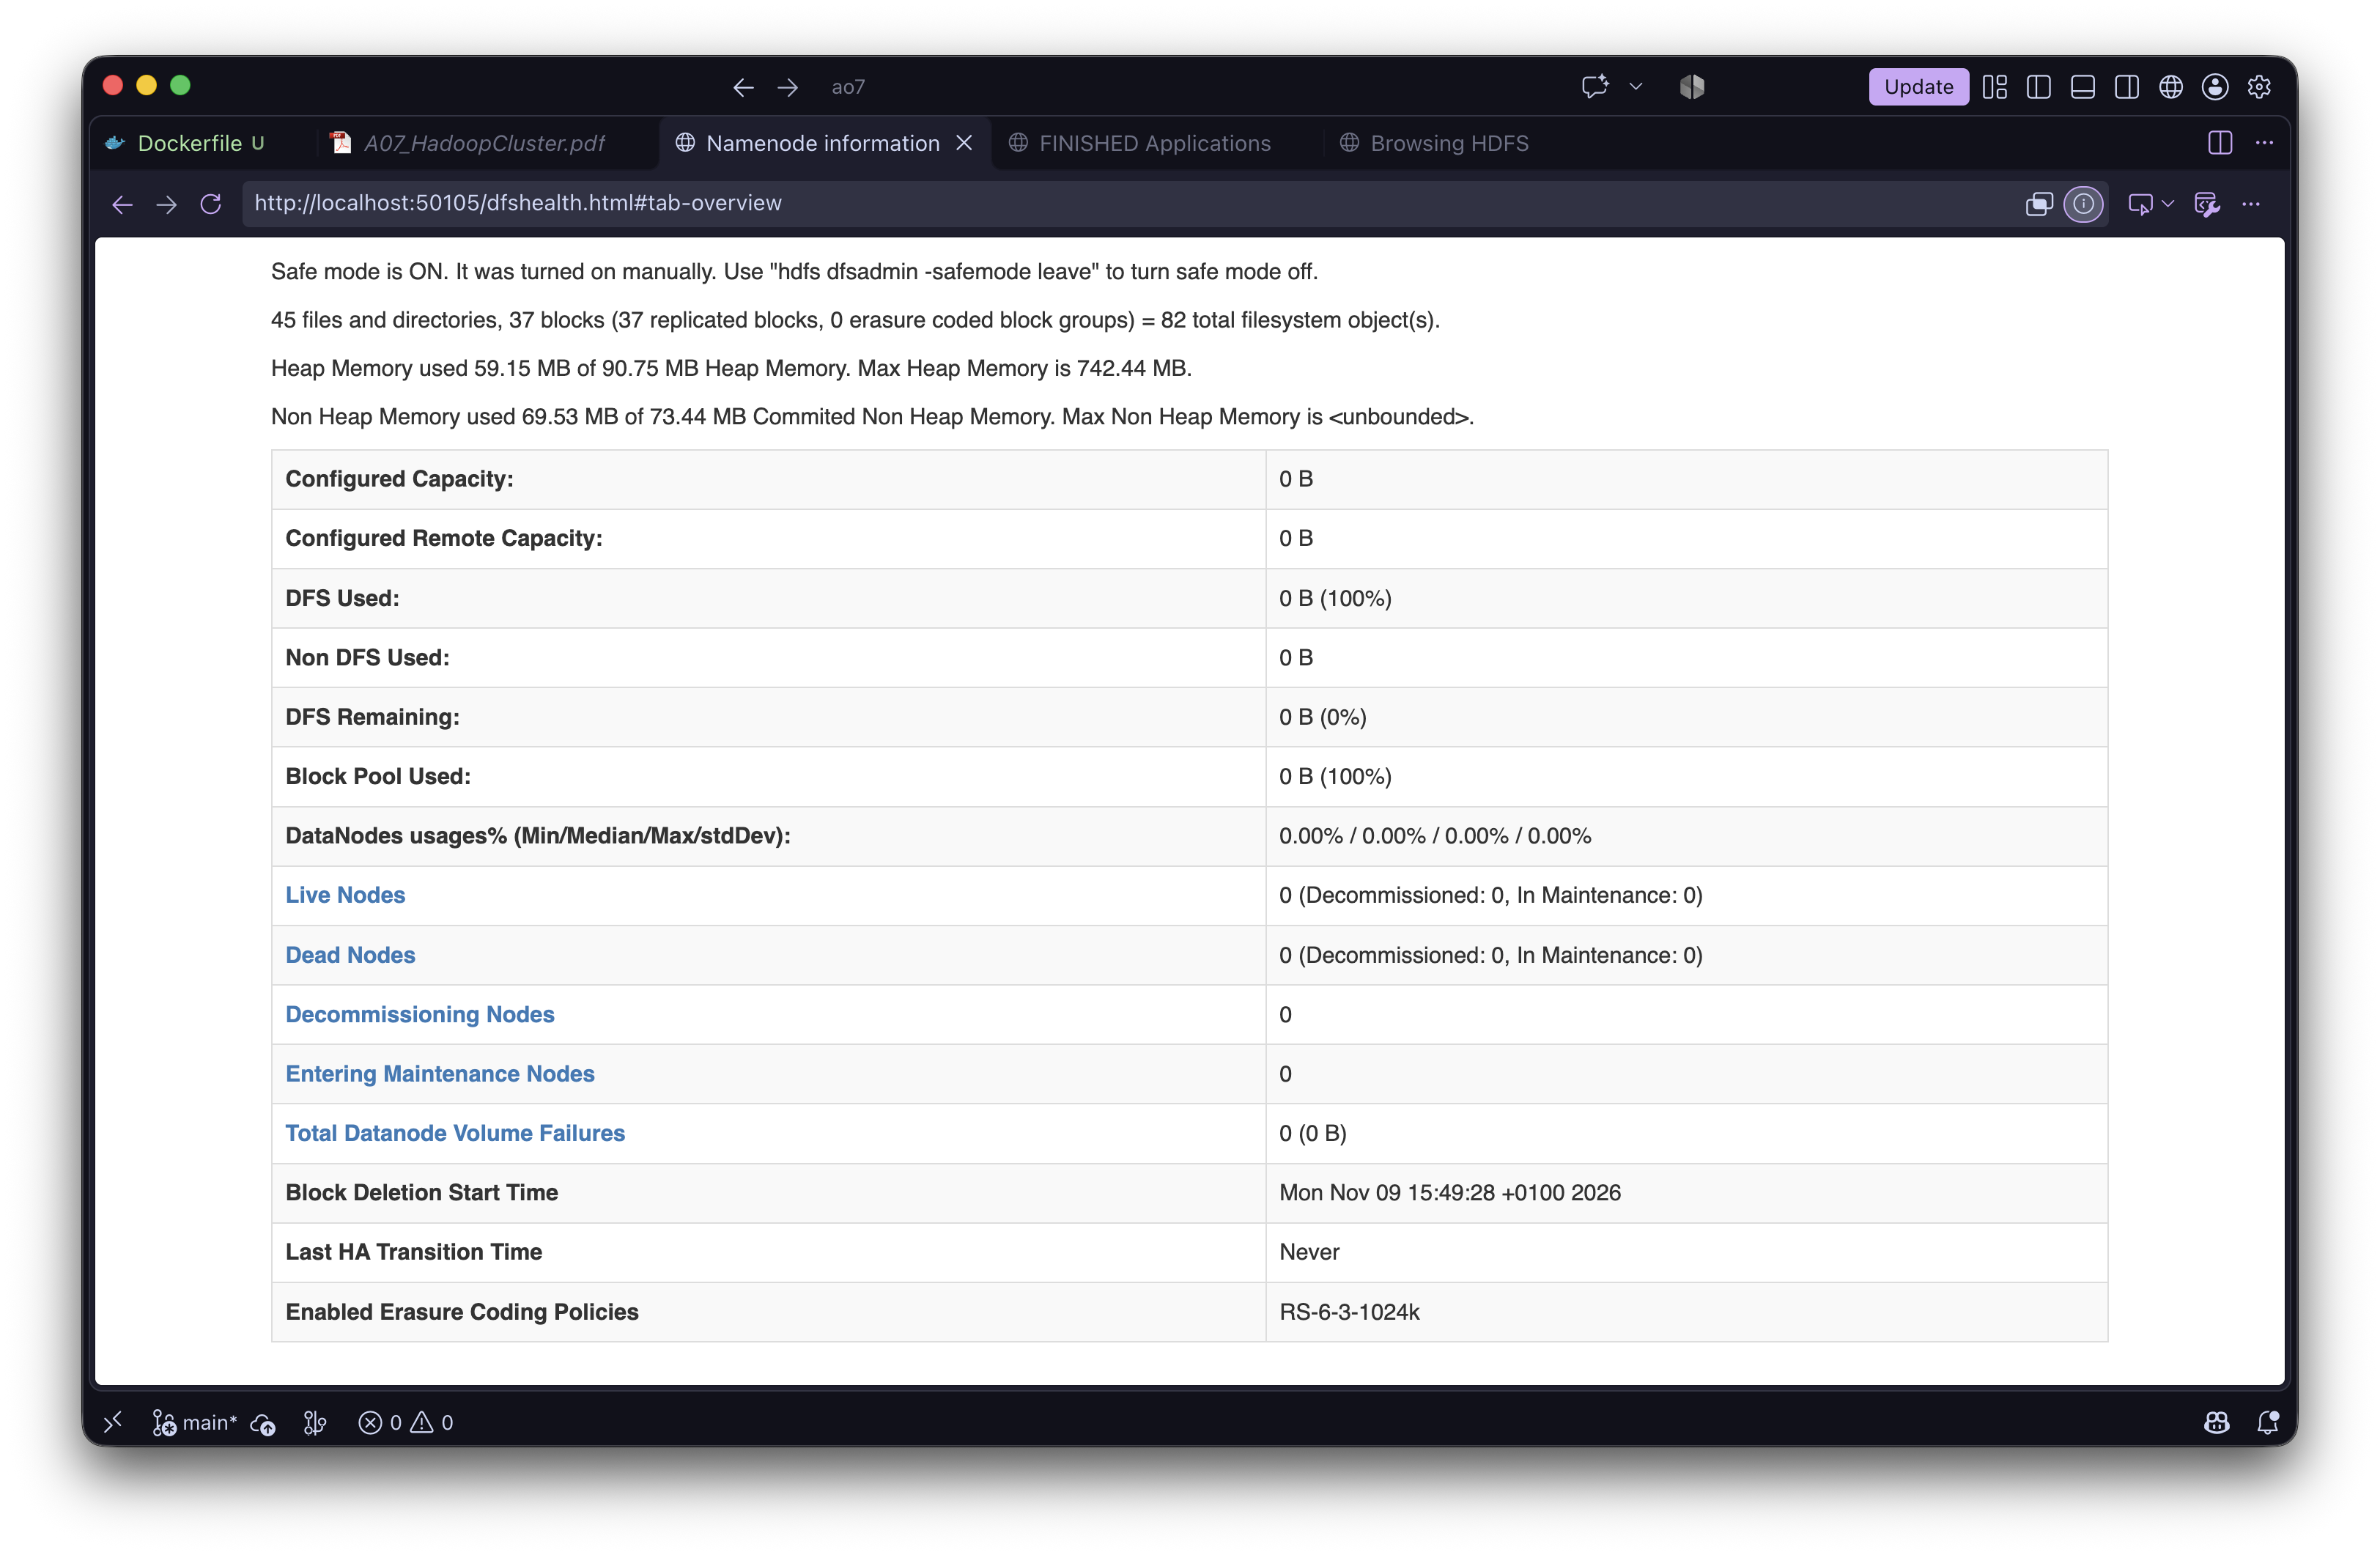 ao7
Update
Dockerfile U
A07_HadoopCluster.pdf
Namenode information
FINISHED Applications
Browsing HDFS
http://localhost:50105/dfshealth.html#tab-overview
Safe mode is ON. It was turned on manually. Use "hdfs dfsadmin -safemode leave" to turn safe mode off.
45 files and directories, 37 blocks (37 replicated blocks, 0 erasure coded block groups) = 82 total filesystem object(s).
Heap Memory used 59.15 MB of 90.75 MB Heap Memory. Max Heap Memory is 742.44 MB.
Non Heap Memory used 69.53 MB of 73.44 MB Commited Non Heap Memory. Max Non Heap Memory is <unbounded>.
Configured Capacity: 0 B
Configured Remote Capacity: 0 B
DFS Used: 0 B (100%)
Non DFS Used: 0 B
DFS Remaining: 0 B (0%)
Block Pool Used: 0 B (100%)
DataNodes usages% (Min/Median/Max/stdDev): 0.00% / 0.00% / 0.00% / 0.00%
Live Nodes 0 (Decommissioned: 0, In Maintenance: 0)
Dead Nodes 0 (Decommissioned: 0, In Maintenance: 0)
Decommissioning Nodes 0
Entering Maintenance Nodes 0
Total Datanode Volume Failures 0 (0 B)
Block Deletion Start Time Mon Nov 09 15:49:28 +0100 2026
Last HA Transition Time Never
Enabled Erasure Coding Policies RS-6-3-1024k
main* 0 0